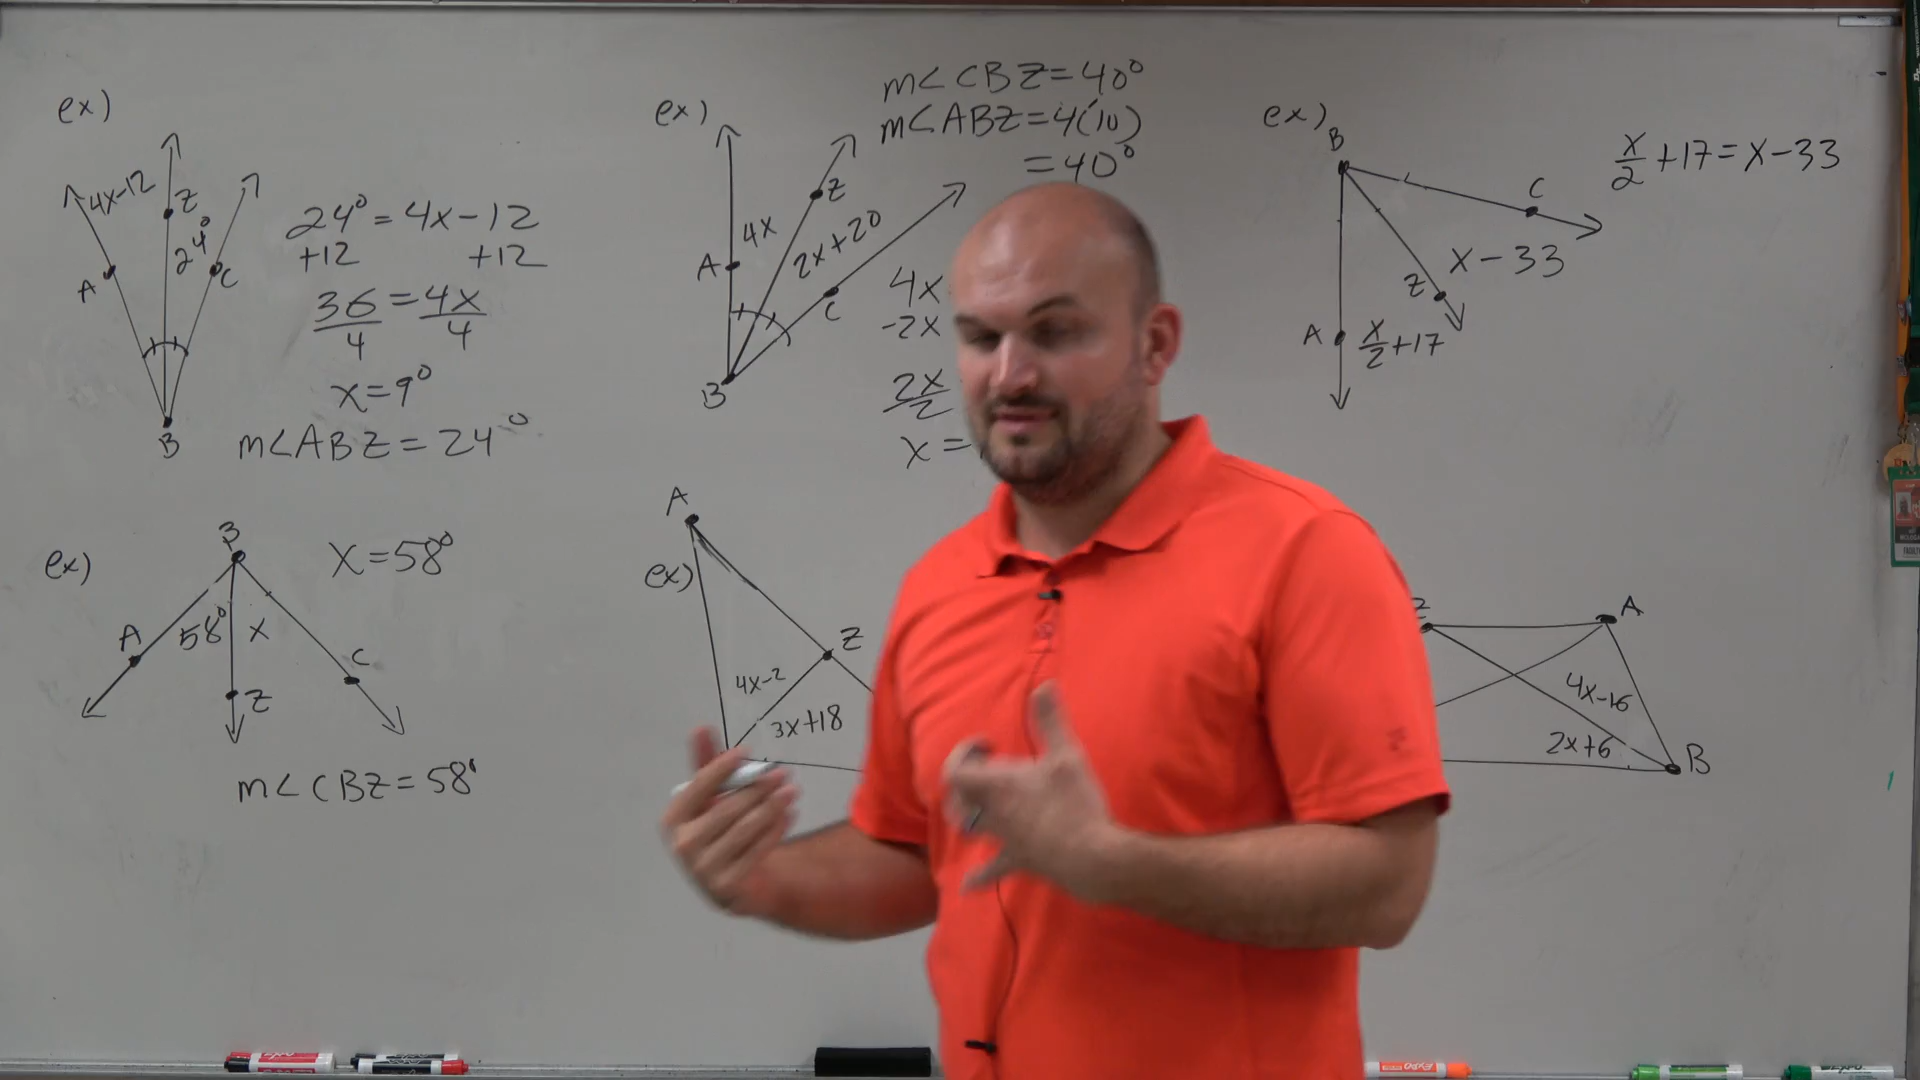 ex)
4x-12
Z
24°
A
C
B
24° = 4x - 12
+12 +12
36 = 4x
4 4
x = 9°
m<ABZ = 24°
ex)
m<CBZ = 40°
m<ABZ = 4(10)
= 40°
Z
4x
2x+20
A
C
B
4x
-2x
2x
2
x =
ex)
B
C
x - 33
Z
A
x/2 + 17
x/2 + 17 = x - 33
ex)
B
x = 58°
58°
x
A
C
Z
m<CBZ = 58°
A
ex)
Z
4x-2
3x+18
Z
A
4x-16
2x+6
B
EXPO